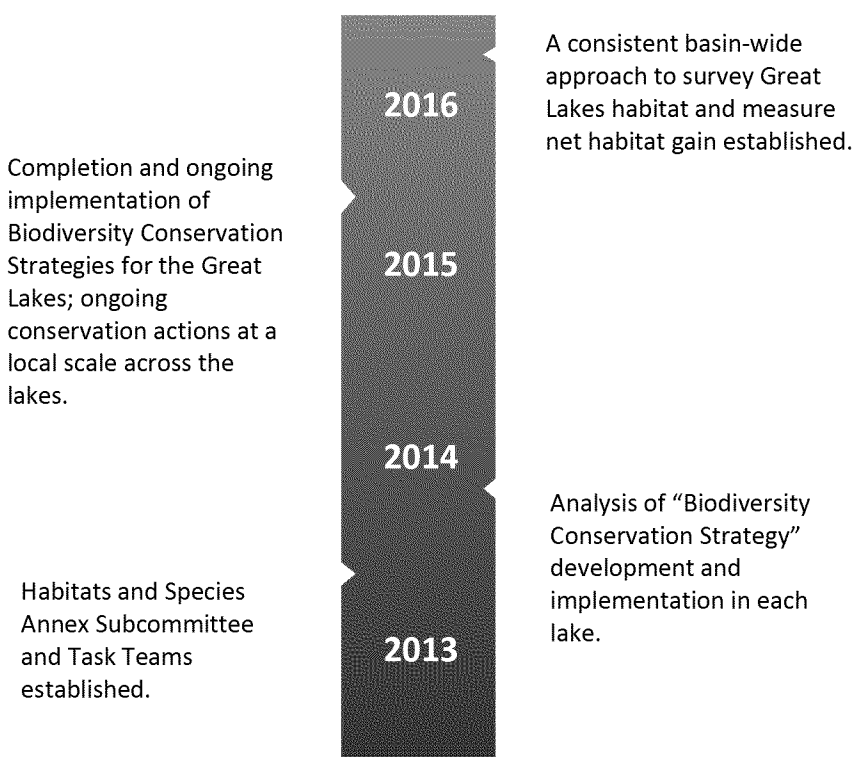 2016
A consistent basin-wide
approach to survey Great
Lakes habitat and measure
net habitat gain established.
Completion and ongoing
implementation of
Biodiversity Conservation
Strategies for the Great
Lakes; ongoing
conservation actions at a
local scale across the
lakes.
2015
2014
Analysis of “Biodiversity
Conservation Strategy”
development and
implementation in each
lake.
Habitats and Species
Annex Subcommittee
and Task Teams
established.
2013